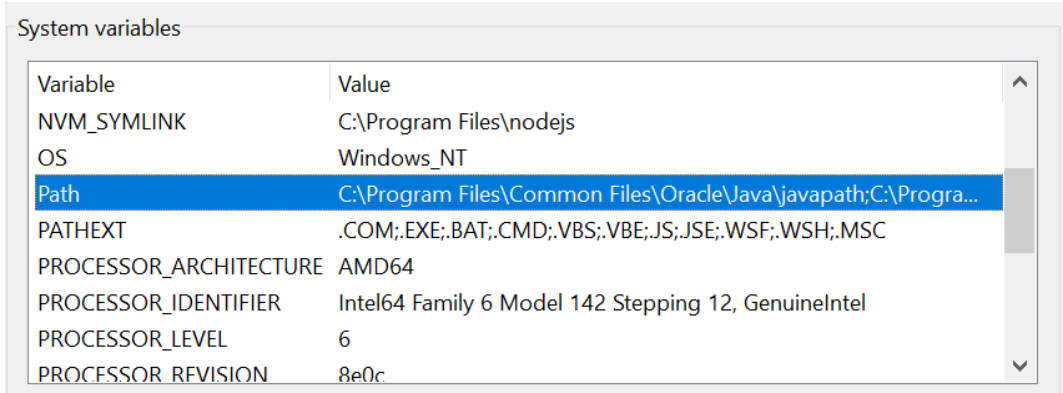 System variables
Variable Value
NVM_SYMLINK C:\Program Files\nodejs
OS Windows_NT
Path C:\Program Files\Common Files\Oracle\Java\javapath;C:\Progra...
PATHEXT .COM;.EXE;.BAT;.CMD;.VBS;.VBE;.JS;.JSE;.WSF;.WSH;.MSC
PROCESSOR_ARCHITECTURE AMD64
PROCESSOR_IDENTIFIER Intel64 Family 6 Model 142 Stepping 12, GenuineIntel
PROCESSOR_LEVEL 6
PROCESSOR_REVISION 8e0c